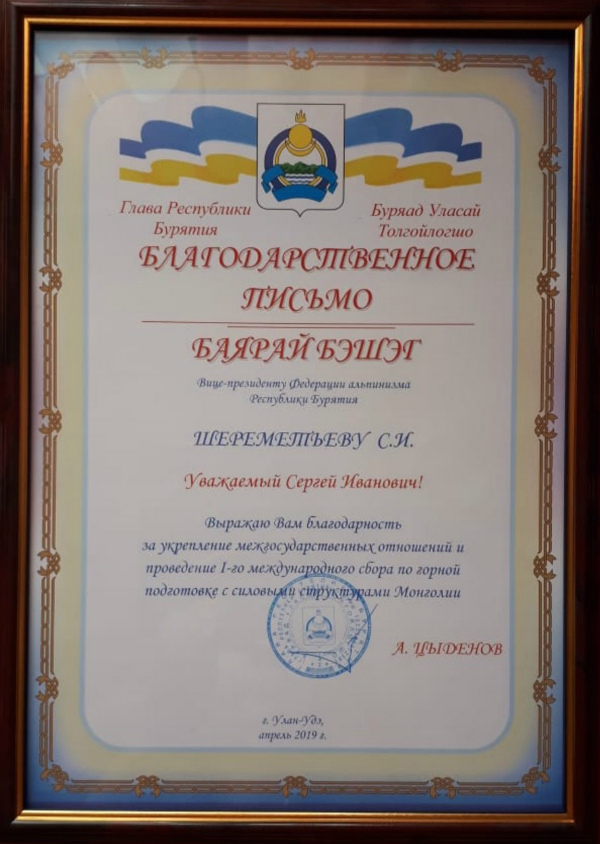 Глава Республики
Бурятия
Буряад Уласай
Толгойлогшо
БЛАГОДАРСТВЕННОЕ
ПИСЬМО
БАЯРАЙ БЭШЭГ
Вице-президенту Федерации альпинизма
Республики Бурятия
ШЕРЕМЕТЬЕВУ С.И.
Уважаемый Сергей Иванович!
Выражаю Вам благодарность
за укрепление межгосударственных отношений и
проведение I-го международного сбора по горной
подготовке с силовыми структурами Монголии
А. ЦЫДЕНОВ
г. Улан-Удэ,
апрель 2019 г.